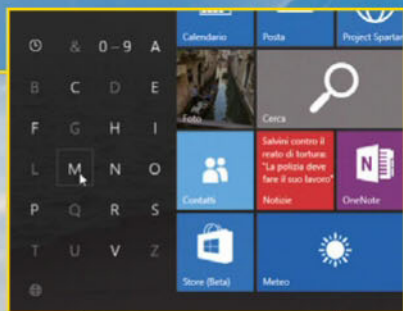 & 0-9 A
B C D E
F G H I
L M N O
P Q R S
T U V Z
Calendario
Posta
Project Spartan
Foto
Cerca
Contatti
Salvini contro il
reato di tortura:
"La polizia deve
fare il suo lavoro"
Notizie
N
OneNote
Store (Beta)
Meteo